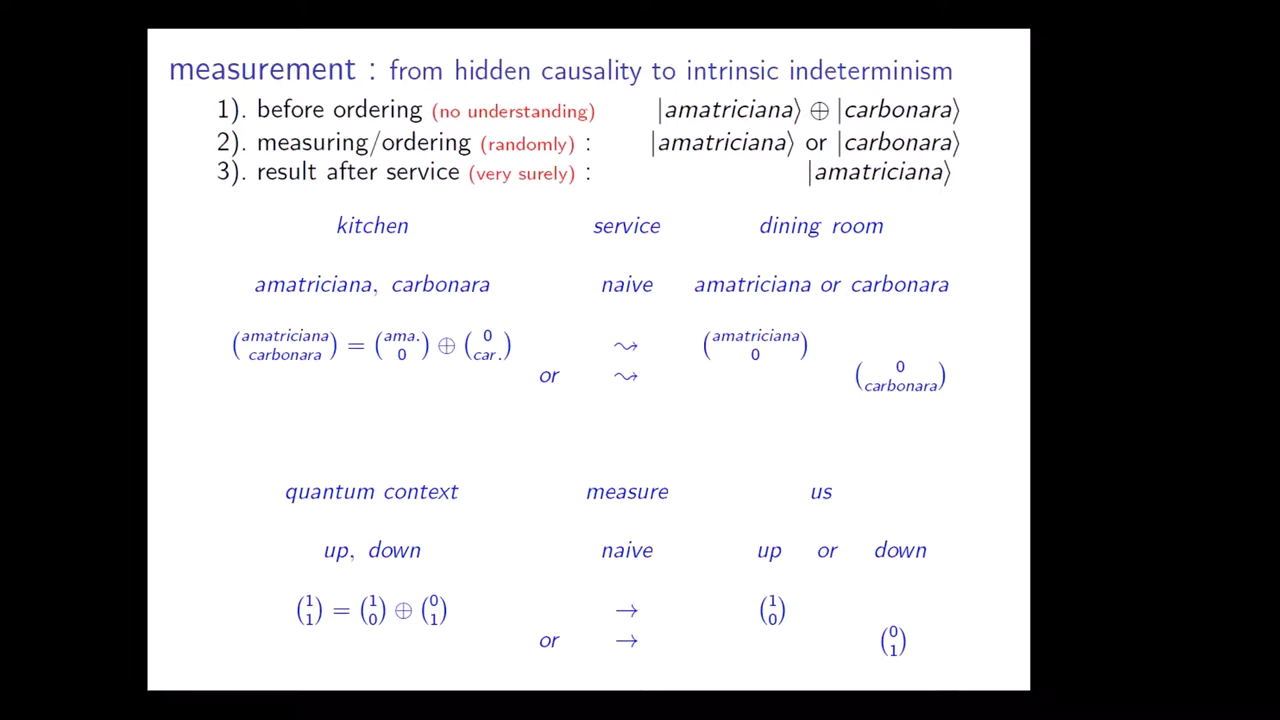 measurement : from hidden causality to intrinsic indeterminism
1). before ordering (no understanding) |amatriciana⟩ ⊕ |carbonara⟩
2). measuring/ordering (randomly) : |amatriciana⟩ or |carbonara⟩
3). result after service (very surely) : |amatriciana⟩
kitchen service dining room
amatriciana, carbonara naive amatriciana or carbonara
(amatriciana carbonara) = (ama. 0) ⊕ (0 car.) ⇝ (amatriciana 0)
or ⇝ (0 carbonara)
quantum context measure us
up, down naive up or down
(1 1) = (1 0) ⊕ (0 1) → (1 0)
or → (0 1)